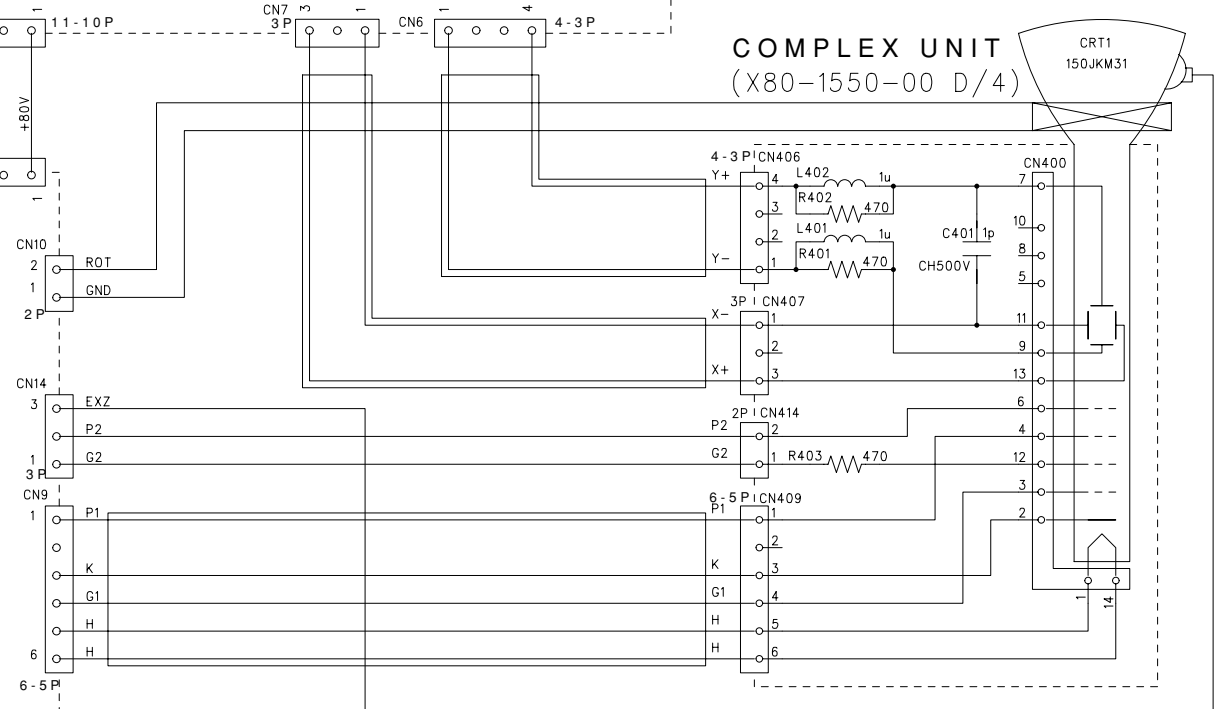 1
11-10P
CN7
3P
3
1
CN6
1
4
4-3P
COMPLEX UNIT
(X80-1550-00 D/4)
CRT1
150JKM31
+80V
1
4-3P
CN406
CN400
Y+
4
L402
1u
R402
470
3
2
L401
1u
R401
470
Y-
1
C401
1p
CH500V
7
10
8
5
CN10
2
ROT
1
GND
2P
3P
CN407
X-
1
2
X+
3
11
9
13
CN14
3
EXZ
P2
1
G2
3P
2P
CN414
P2
2
G2
1
R403
470
6
4
12
3
2
CN9
1
P1
K
G1
H
6
H
6-5P
6-5P
CN409
P1
1
2
K
3
G1
4
H
5
H
6
1
14